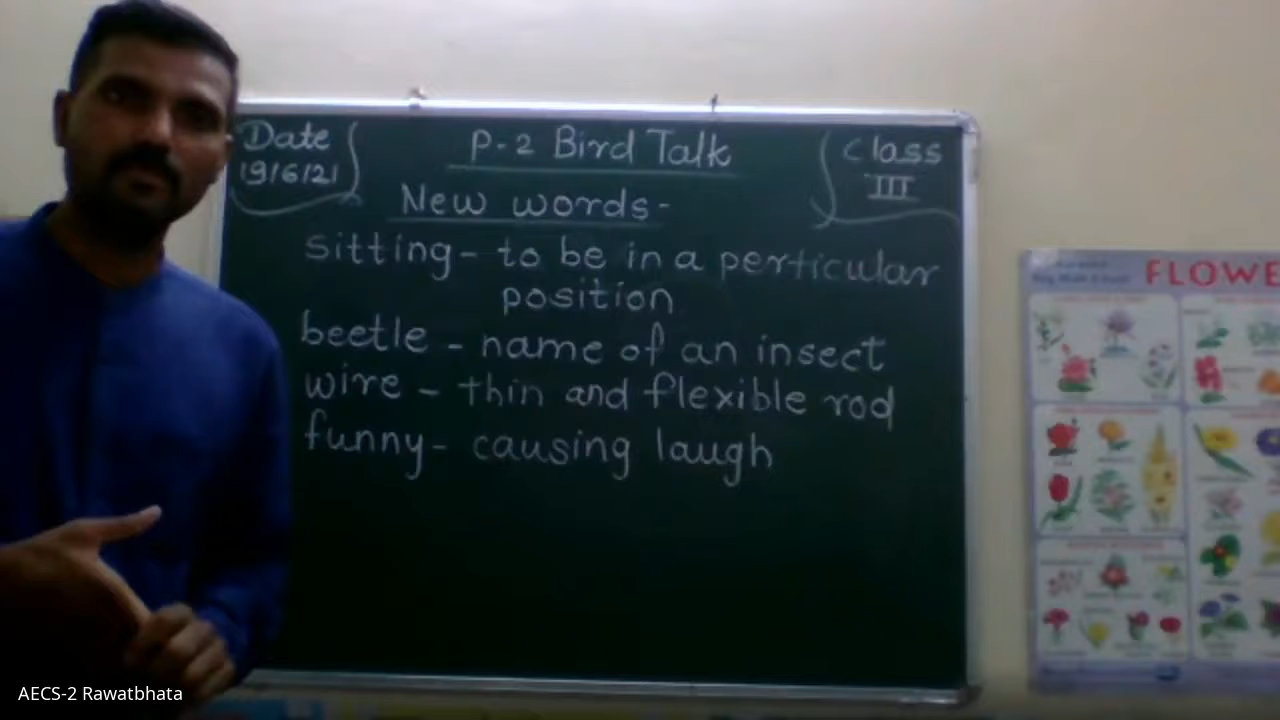 Date
19/6/21
P-2 Bird Talk
Class
III
New words-
sitting - to be in a perticular
position
beetle - name of an insect
wire - thin and flexible rod
funny - causing laugh
FLOWE
AECS-2 Rawatbhata